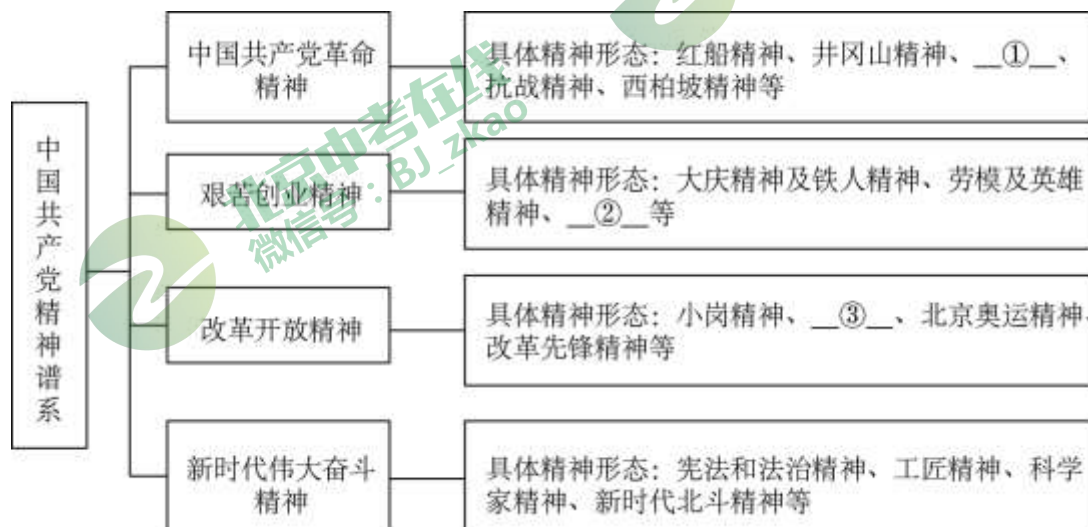 中国共产党精神谱系
中国共产党革命
精神
具体精神形态：红船精神、井冈山精神、__①__、
抗战精神、西柏坡精神等
艰苦创业精神
具体精神形态：大庆精神及铁人精神、劳模及英雄
精神、__②__等
改革开放精神
具体精神形态：小岗精神、__③__、北京奥运精神、
改革先锋精神等
新时代伟大奋斗
精神
具体精神形态：宪法和法治精神、工匠精神、科学
家精神、新时代北斗精神等
北京中考在线
微信号：BJ_zkao